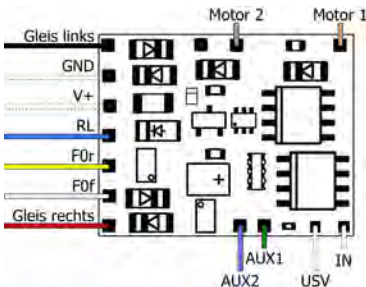 Motor 2
Motor 1
Gleis links
GND
V+
RL
F0r
F0f
Gleis rechts
+
AUX1
IN
AUX2
USV